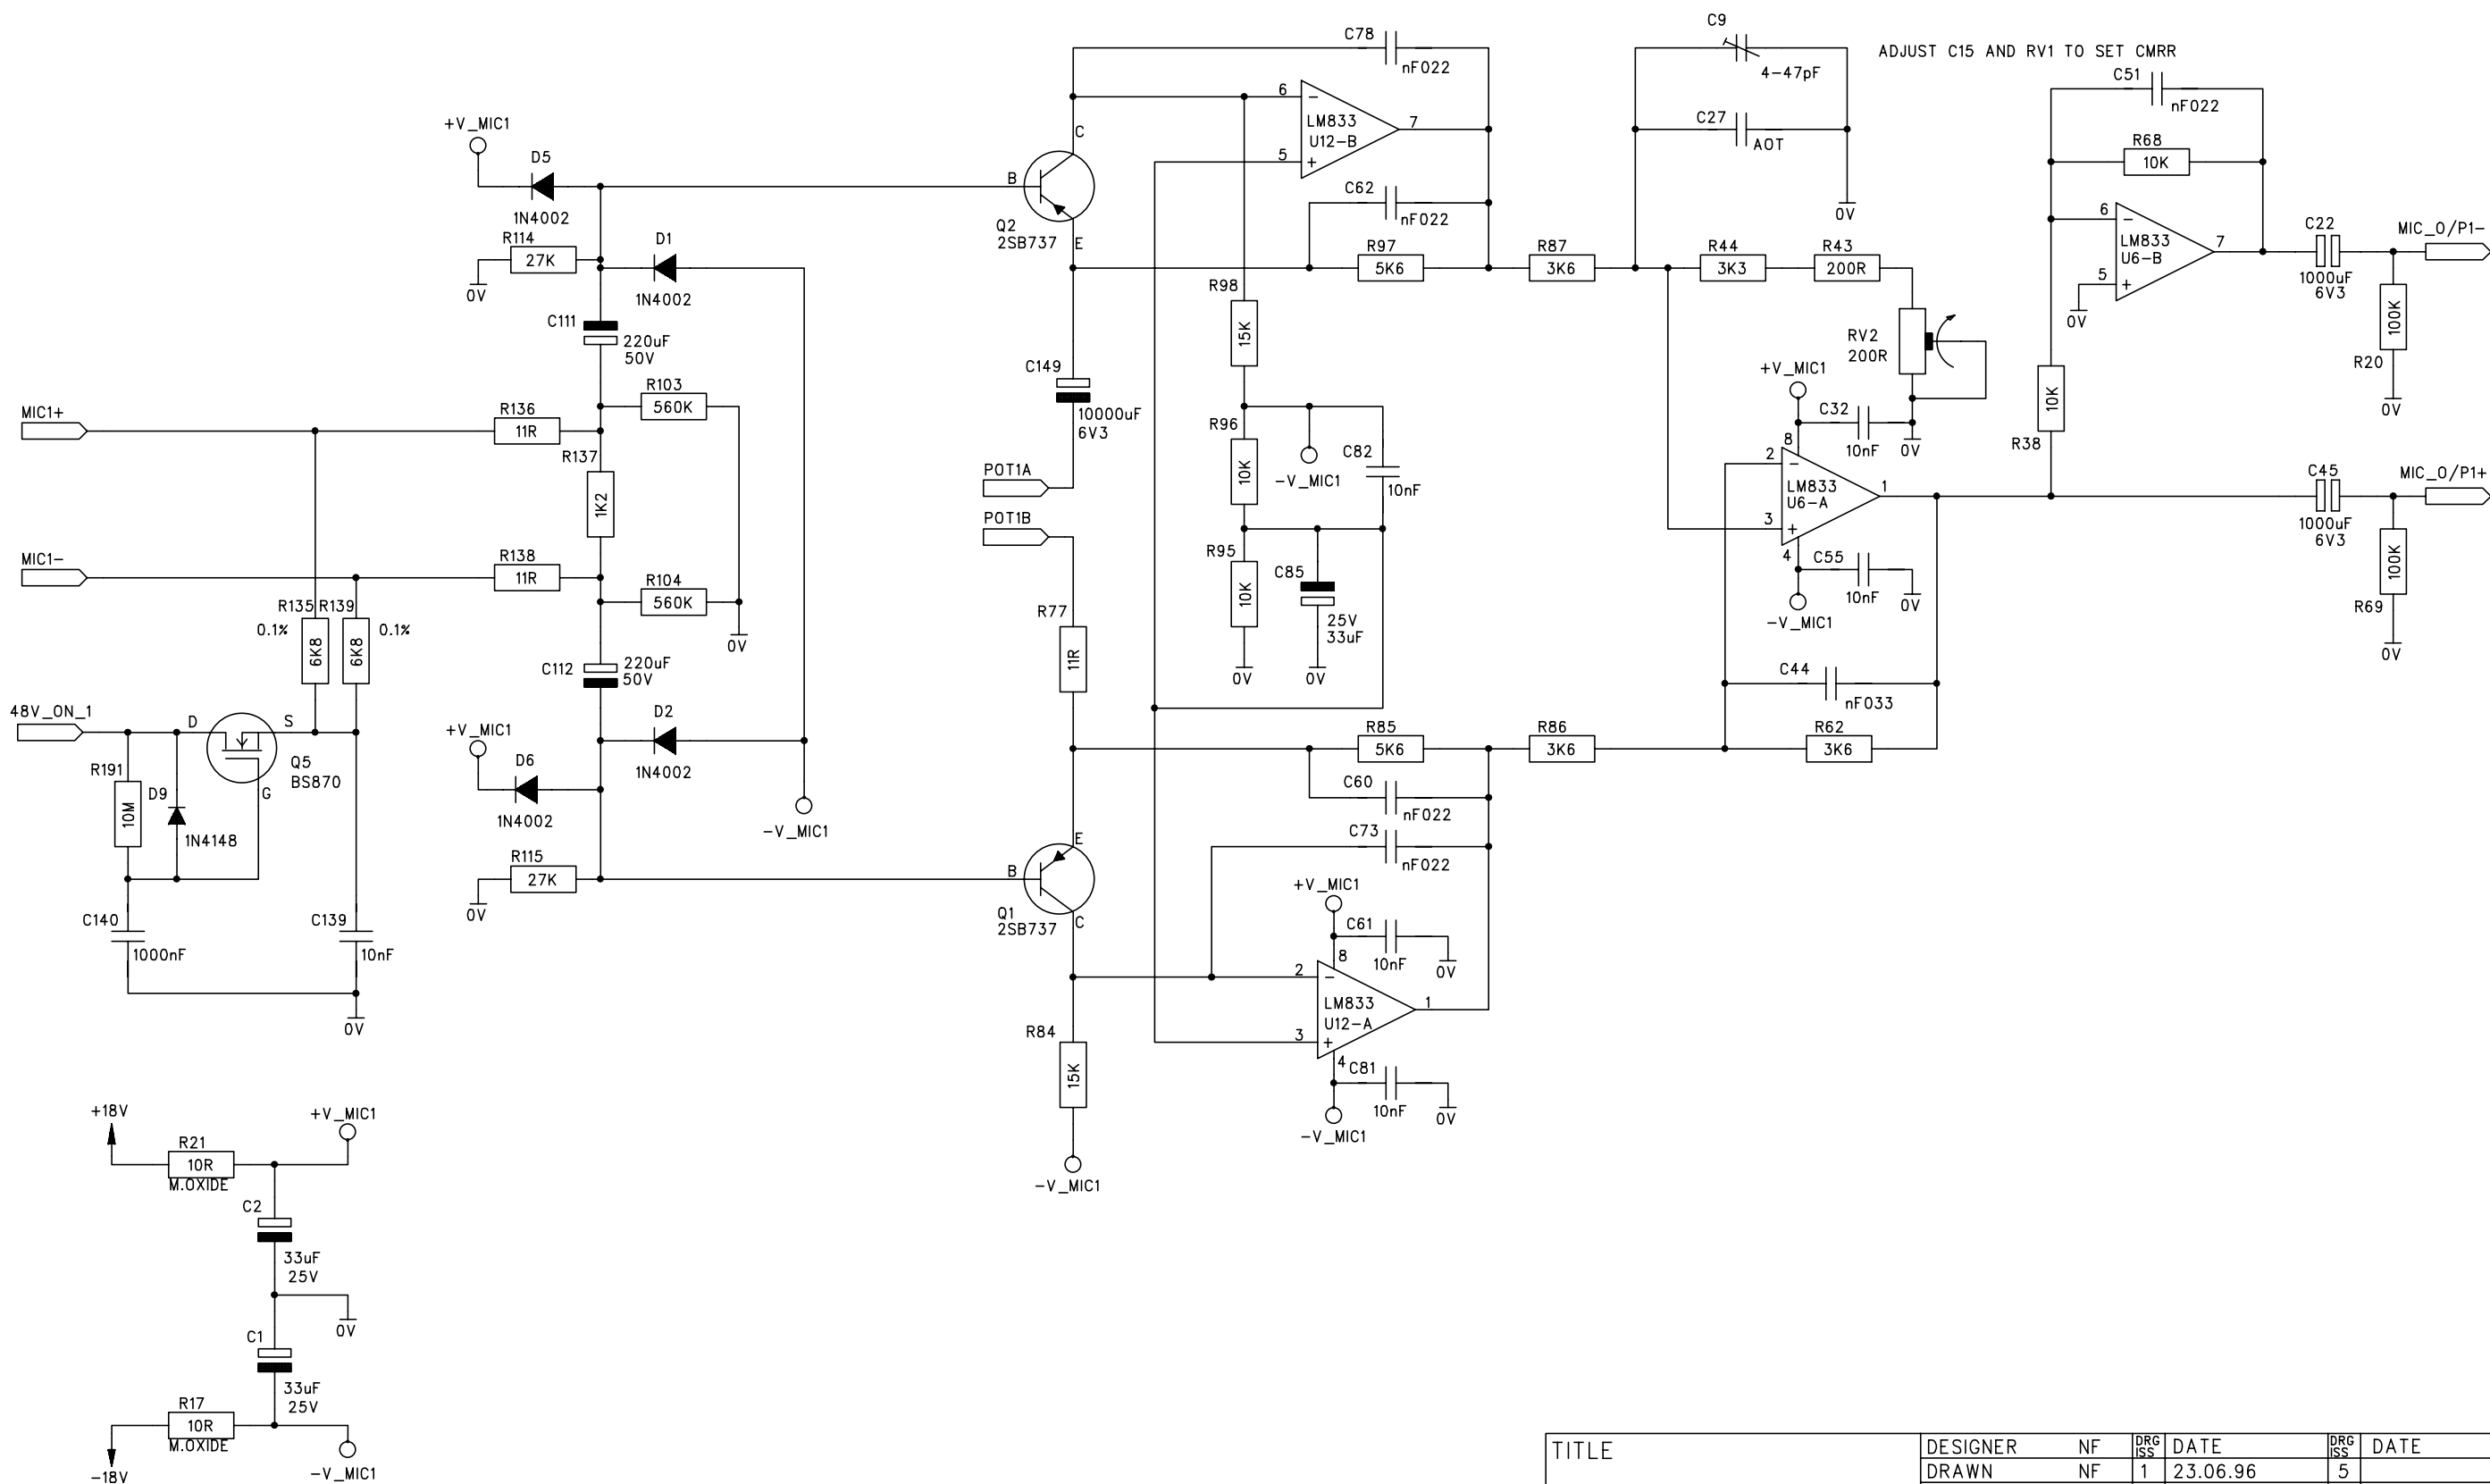 C78
nF022
C9
4-47pF
ADJUST C15 AND RV1 TO SET CMRR
C51
nF022
+V_MIC1
D5
1N4002
B
C
Q2
2SB737
E
6
-
LM833
U12-B
7
5
+
C27
AOT
0V
R68
10K
C62
nF022
6
-
LM833
U6-B
7
5
+
0V
C22
1000uF
6V3
MIC_O/P1-
R114
27K
0V
D1
1N4002
R97
5K6
R87
3K6
R44
3K3
R43
200R
100K
R20
0V
C111
220uF
50V
R98
15K
RV2
200R
C149
10000uF
6V3
R103
560K
MIC1+
R136
11R
R137
1K2
R96
10K
-V_MIC1
C82
10nF
+V_MIC1
C32
10nF
0V
10K
R38
8
2
-
LM833
U6-A
1
3
+
4
C45
1000uF
6V3
MIC_O/P1+
POT1A
POT1B
MIC1-
R138
11R
R104
560K
0V
R95
10K
0V
C85
25V
33uF
0V
C55
10nF
0V
-V_MIC1
100K
R69
0V
R135
0.1%
6K8
R139
0.1%
6K8
C112
220uF
50V
R77
11R
C44
nF033
48V_ON_1
D
S
Q5
BS870
G
R191
10M
D9
1N4148
+V_MIC1
D6
1N4002
D2
1N4002
-V_MIC1
R85
5K6
R86
3K6
R62
3K6
C60
nF022
C73
nF022
R115
27K
0V
B
E
Q1
2SB737
C
+V_MIC1
C61
10nF
0V
C140
1000nF
C139
10nF
0V
8
2
-
LM833
U12-A
1
3
+
4
C81
10nF
0V
-V_MIC1
R84
15K
-V_MIC1
+18V
R21
10R
M.OXIDE
+V_MIC1
C2
33uF
25V
0V
C1
33uF
25V
R17
10R
M.OXIDE
-18V
-V_MIC1
TITLE
DESIGNER NF DRG ISS DATE DRG ISS DATE
DRAWN NF 1 23.06.96 5